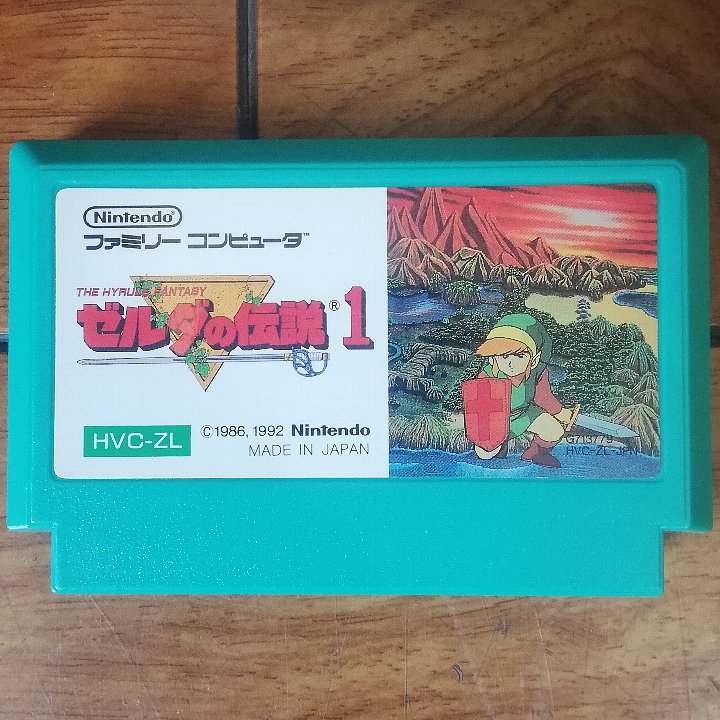 Nintendo
ファミリー コンピュータ™
THE HYRULE FANTASY
ゼルダの伝説® 1
HVC-ZL
©1986, 1992 Nintendo
MADE IN JAPAN
HVC-ZL-JPN